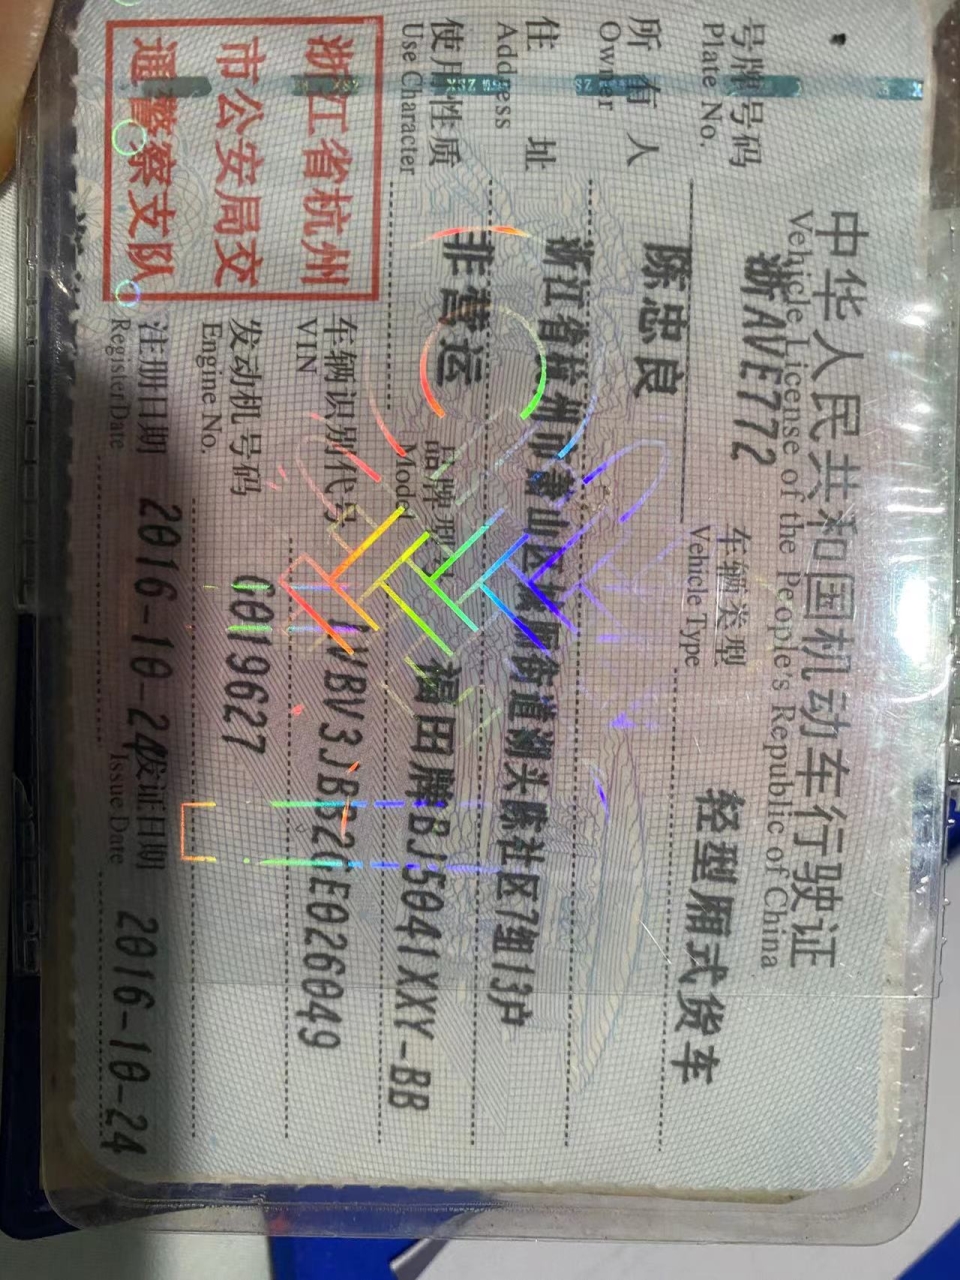 中华人民共和国机动车行驶证
Vehicle License of the People's Republic of China
号牌号码 浙AVE772 车辆类型 轻型厢式货车
Plate No. Vehicle Type
所有人 陈忠良
Owner
住址 浙江省杭州市萧山区 街道 头陈社区7组13户
Address
使用性质 非营运 品牌型号 福田牌BJ5041XXY-BB
Use Character Model
浙江省杭州
市公安局交
通警察支队
车辆识别代号 LVBV3JBB2GE026049
VIN
发动机号码 G019627
Engine No.
注册日期 2016-10-24 发证日期 2016-10-24
Register Date Issue Date